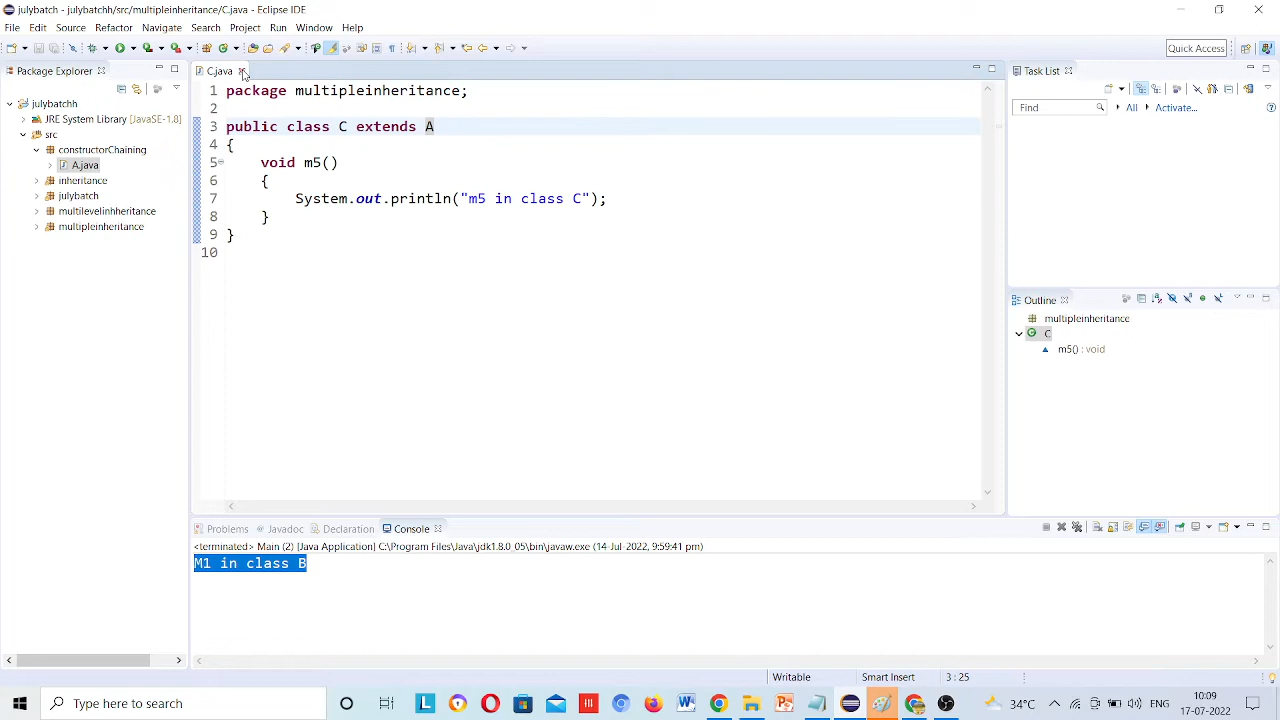 julybatch - julybatchh/src/multipleinheritance/C.java - Eclipse IDE
File Edit Source Refactor Navigate Search Project Run Window Help
Quick Access
Package Explorer
julybatchh
JRE System Library [JavaSE-1.8]
src
constructorChaining
A.java
inheritance
julybatch
multilevelinhheritance
multipleinheritance
C.java
1 package multipleinheritance;
2
3 public class C extends A
4 {
5 void m5()
6 {
7 System.out.println("m5 in class C");
8 }
9 }
10
Task List
Find
All
Activate...
Outline
multipleinheritance
C
m5() : void
Problems Javadoc Declaration Console
<terminated> Main (2) [Java Application] C:\Program Files\Java\jdk1.8.0_05\bin\javaw.exe (14-Jul-2022, 9:59:41 pm)
M1 in class B
Writable
Smart Insert
3 : 25
Type here to search
34°C
ENG
10:09
17-07-2022